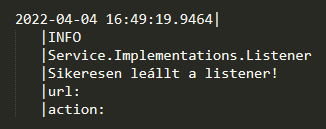 2022-04-04 16:49:19.9464|
|INFO
|Service.Implementations.Listener
|Sikeresen leállt a listener!
|url:
|action: